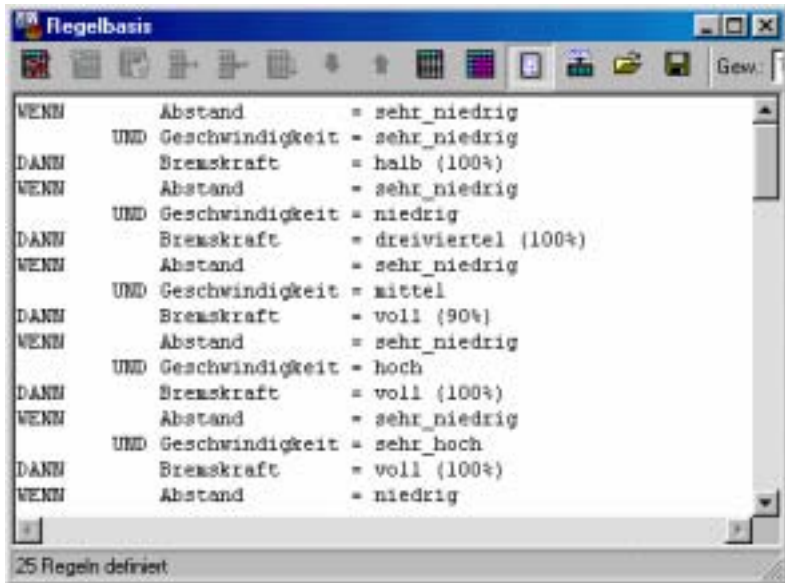 Regelbasis
Gew.:
WENN Abstand = sehr_niedrig
UND Geschwindigkeit = sehr_niedrig
DANN Bremskraft = halb (100%)
WENN Abstand = sehr_niedrig
UND Geschwindigkeit = niedrig
DANN Bremskraft = dreiviertel (100%)
WENN Abstand = sehr_niedrig
UND Geschwindigkeit = mittel
DANN Bremskraft = voll (90%)
WENN Abstand = sehr_niedrig
UND Geschwindigkeit = hoch
DANN Bremskraft = voll (100%)
WENN Abstand = sehr_niedrig
UND Geschwindigkeit = sehr_hoch
DANN Bremskraft = voll (100%)
WENN Abstand = niedrig
25 Regeln definiert